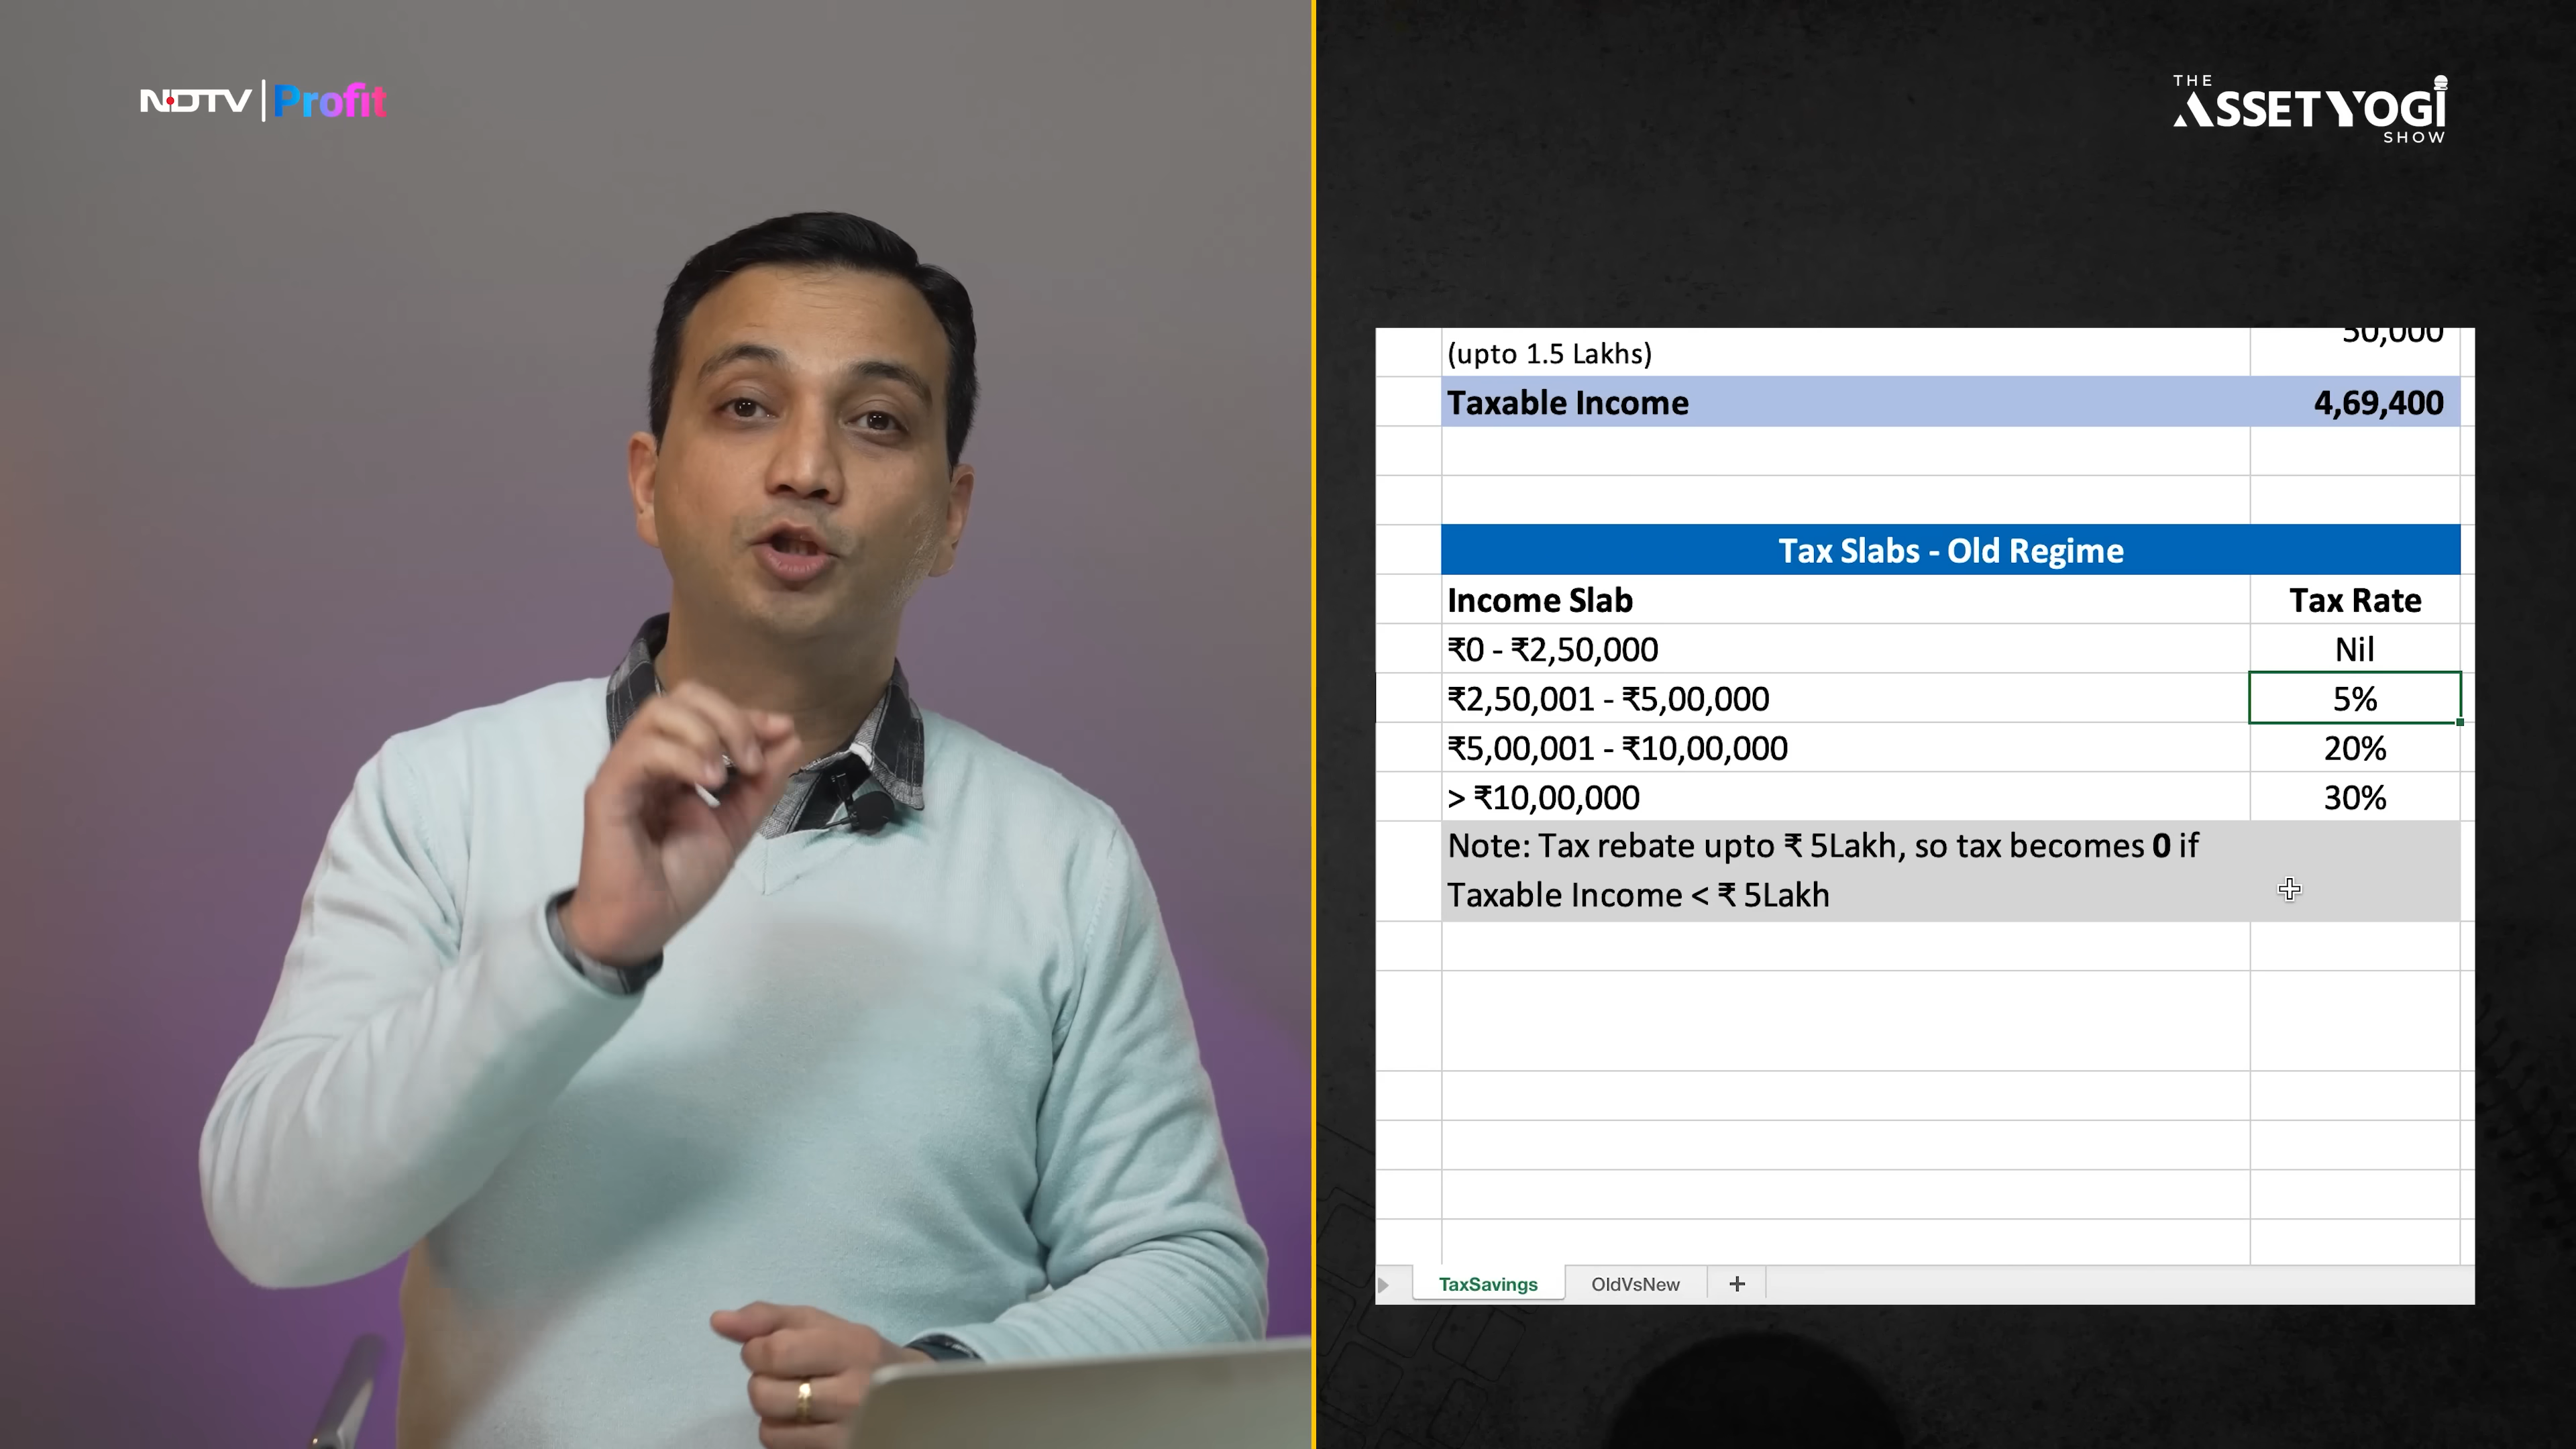 NDTV | Profit
THE
ASSET YOGI
SHOW
50,000
(upto 1.5 Lakhs)
Taxable Income 4,69,400
Tax Slabs - Old Regime
Income Slab Tax Rate
₹0 - ₹2,50,000 Nil
₹2,50,001 - ₹5,00,000 5%
₹5,00,001 - ₹10,00,000 20%
> ₹10,00,000 30%
Note: Tax rebate upto ₹ 5Lakh, so tax becomes 0 if
Taxable Income < ₹ 5Lakh
TaxSavings OldVsNew +